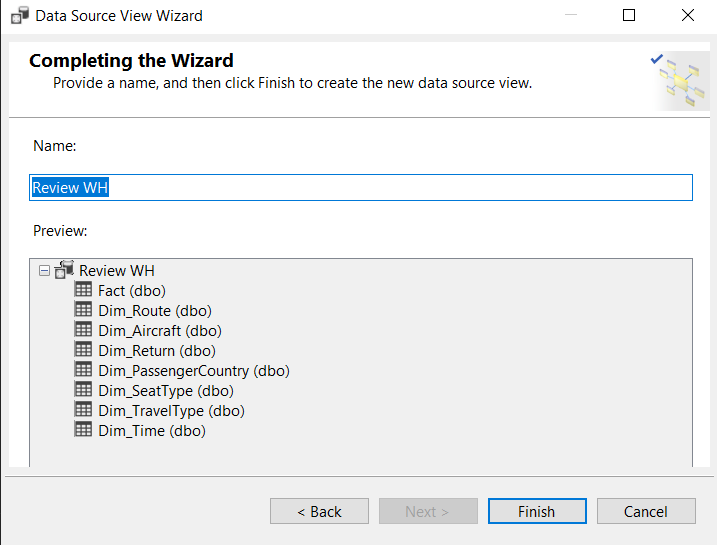 Data Source View Wizard
Completing the Wizard
Provide a name, and then click Finish to create the new data source view.
Name:
Review WH
Preview:
Review WH
Fact (dbo)
Dim_Route (dbo)
Dim_Aircraft (dbo)
Dim_Return (dbo)
Dim_PassengerCountry (dbo)
Dim_SeatType (dbo)
Dim_TravelType (dbo)
Dim_Time (dbo)
< Back
Next >
Finish
Cancel